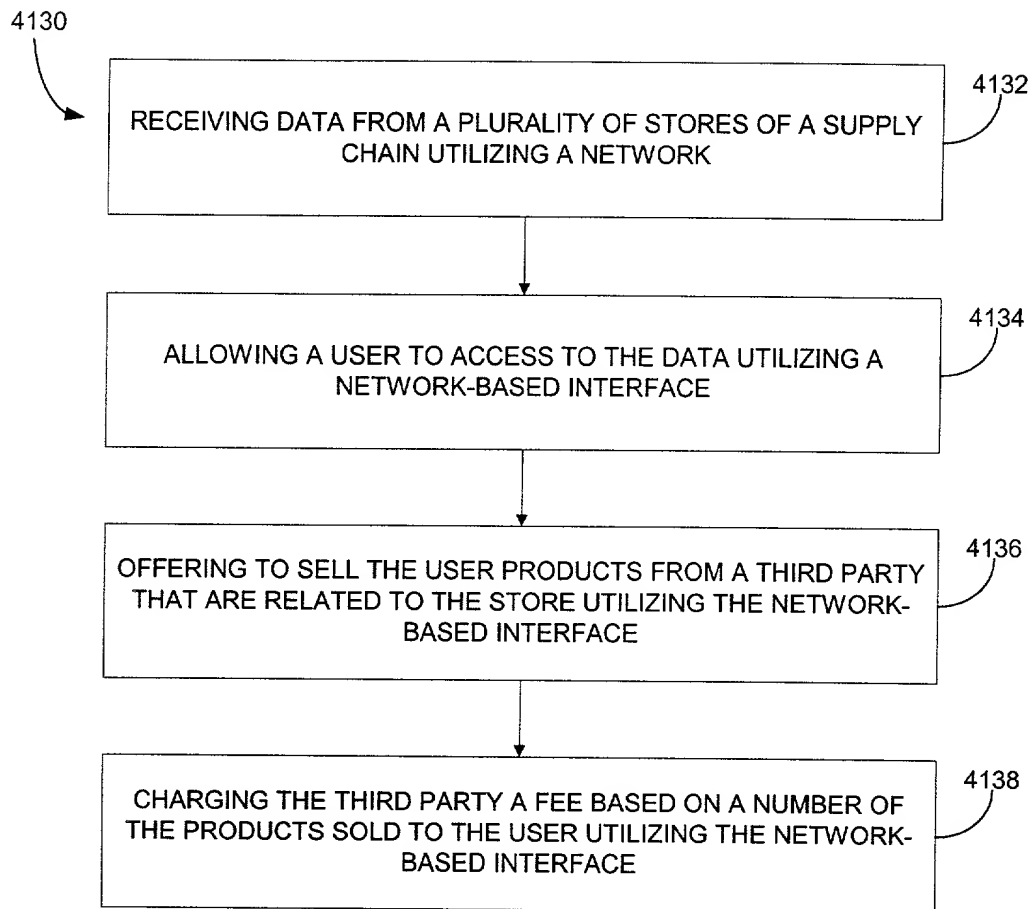 4130
4132
RECEIVING DATA FROM A PLURALITY OF STORES OF A SUPPLY
CHAIN UTILIZING A NETWORK
4134
ALLOWING A USER TO ACCESS TO THE DATA UTILIZING A
NETWORK-BASED INTERFACE
4136
OFFERING TO SELL THE USER PRODUCTS FROM A THIRD PARTY
THAT ARE RELATED TO THE STORE UTILIZING THE NETWORK-
BASED INTERFACE
4138
CHARGING THE THIRD PARTY A FEE BASED ON A NUMBER OF
THE PRODUCTS SOLD TO THE USER UTILIZING THE NETWORK-
BASED INTERFACE